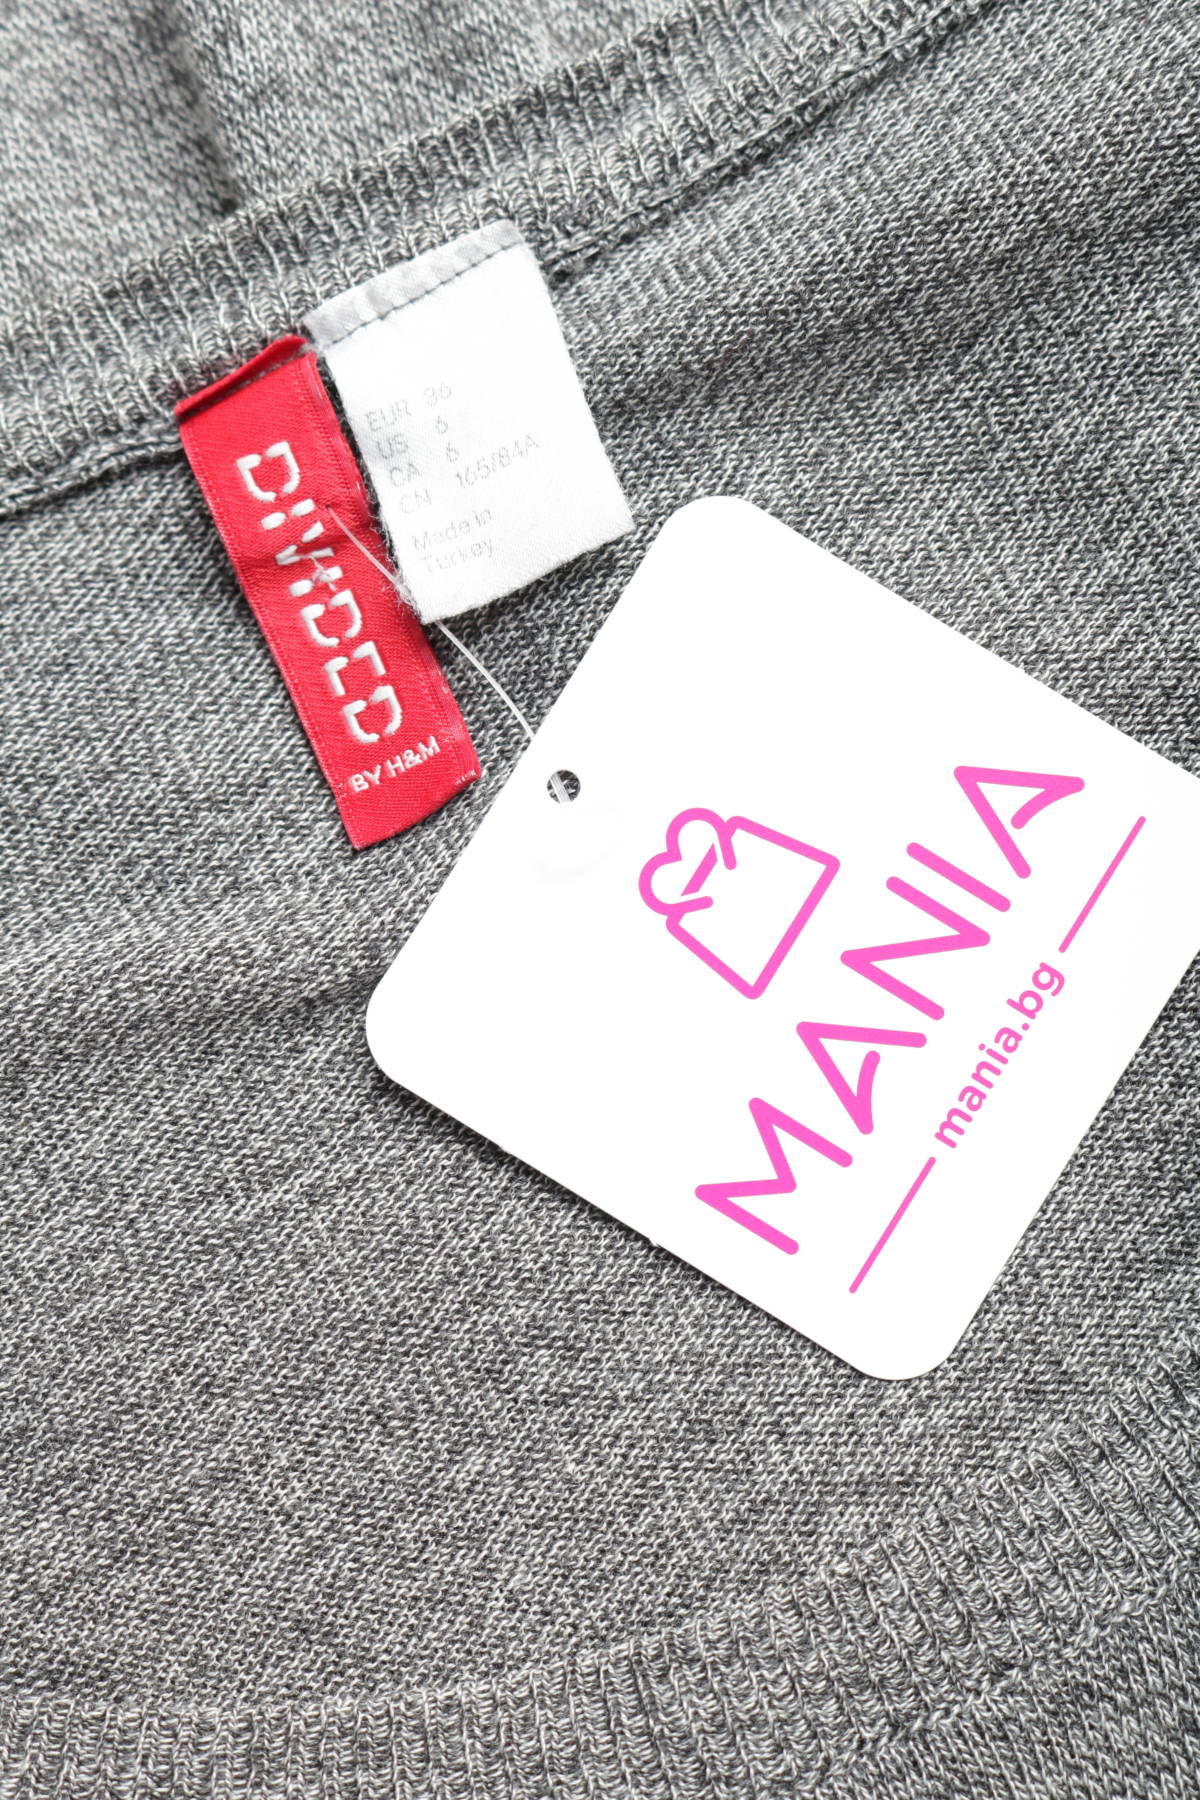 DIVIDED
BY H&M
EUR 36
US 6
CA 6
CN 165/84A
Made in
Turkey
MANIA
mania.bg